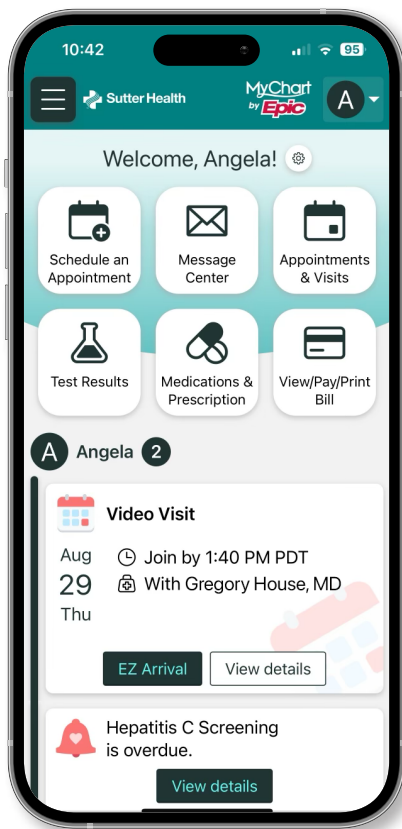 10:42
95
Sutter Health
MyChart
by Epic
A
Welcome, Angela!
Schedule an
Appointment
Message
Center
Appointments
& Visits
Test Results
Medications &
Prescription
View/Pay/Print
Bill
A Angela 2
Video Visit
Aug
29
Thu
Join by 1:40 PM PDT
With Gregory House, MD
EZ Arrival
View details
Hepatitis C Screening
is overdue.
View details